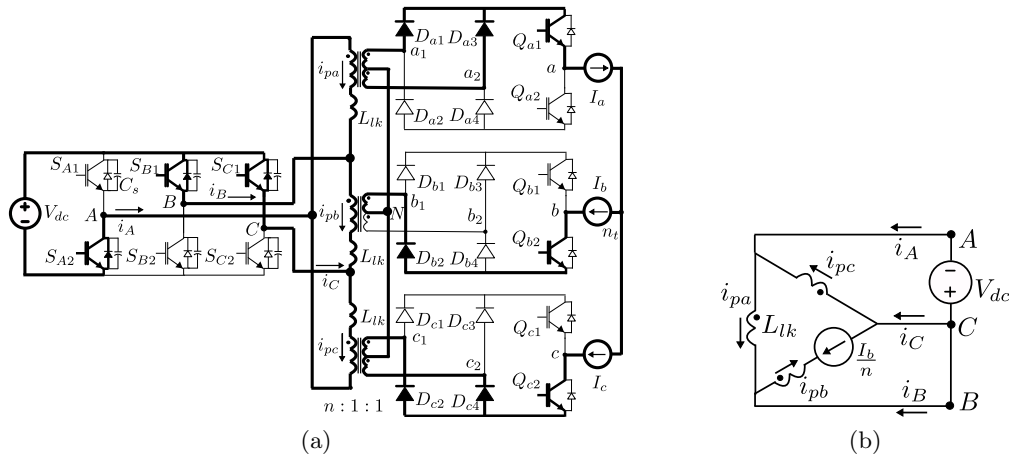 D_{a1} D_{a3}
Q_{a1}
a_1
a
i_{pa}
a_2
I_a
Q_{a2}
L_{lk}
D_{a2} D_{a4}
S_{A1} S_{B1} S_{C1}
C_s
B
i_B
V_{dc}
A
i_A
C
S_{A2} S_{B2} S_{C2}
i_C
D_{b1} D_{b3}
Q_{b1}
I_b
i_{pb}
N
b_1
b_2
b
n_t
Q_{b2}
L_{lk}
D_{b2} D_{b4}
L_{lk}
D_{c1} D_{c3}
Q_{c1}
c_1
i_{pc}
c_2
c
Q_{c2}
I_c
D_{c2} D_{c4}
n : 1 : 1
(a)
i_A
A
i_{pc}
− +
V_{dc}
i_{pa}
L_{lk}
i_C
C
I_b/n
i_{pb}
i_B
B
(b)